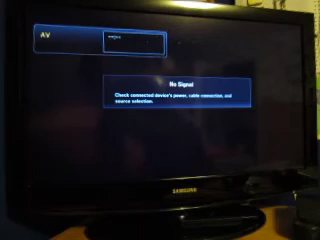 AV
No Signal
Check connected device's power, cable connection, and
source selection.
SAMSUNG